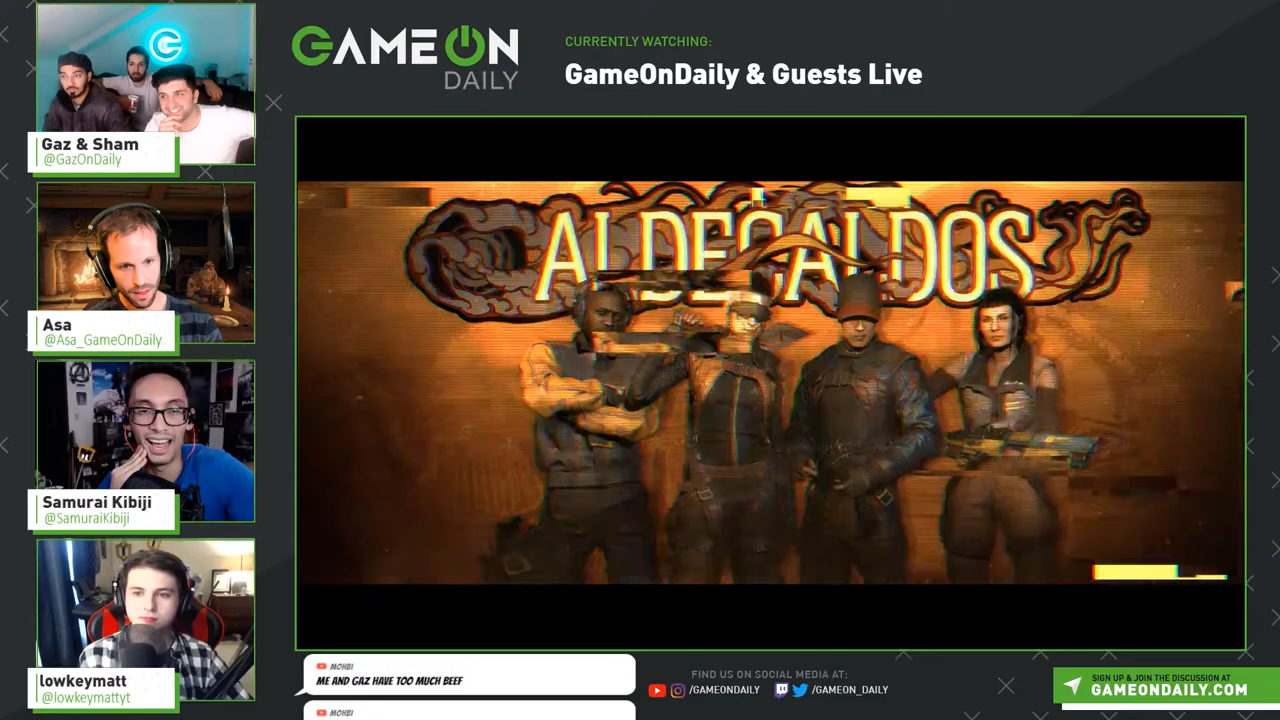 GAMEON
DAILY
CURRENTLY WATCHING:
GameOnDaily & Guests Live
Gaz & Sham
@GazOnDaily
Asa
@Asa_GameOnDaily
Samurai Kibiji
@SamuraiKibiji
lowkeymatt
@lowkeymattyt
ALDECALDOS
MOHBI
ME AND GAZ HAVE TOO MUCH BEEF
MOHBI
FIND US ON SOCIAL MEDIA AT:
/GAMEONDAILY
/GAMEON_DAILY
SIGN UP & JOIN THE DISCUSSION AT
GAMEONDAILY.COM